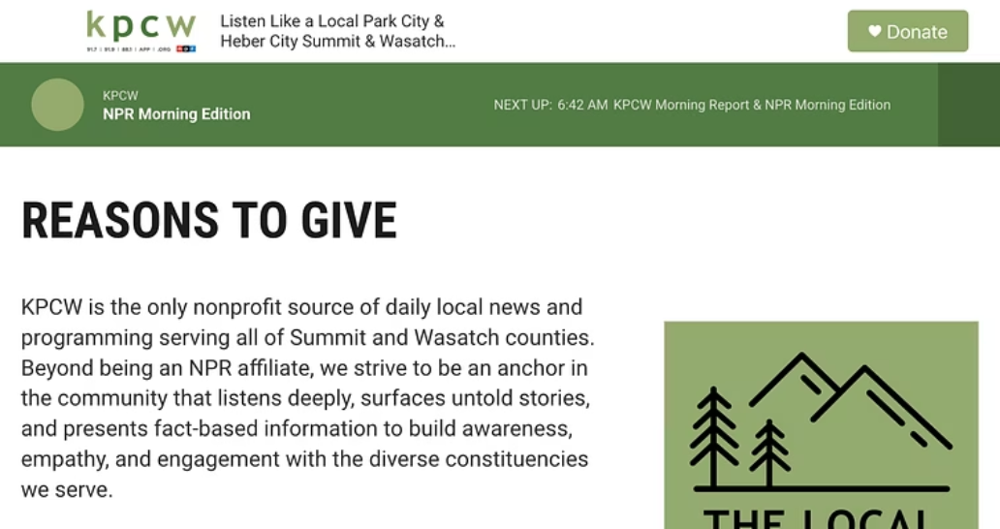 kpcw
91.7 | 91.9 | 88.1 | APP | .ORG npr
Listen Like a Local Park City &
Heber City Summit & Wasatch...
Donate
KPCW
NPR Morning Edition
NEXT UP: 6:42 AM KPCW Morning Report & NPR Morning Edition
REASONS TO GIVE
KPCW is the only nonprofit source of daily local news and
programming serving all of Summit and Wasatch counties.
Beyond being an NPR affiliate, we strive to be an anchor in
the community that listens deeply, surfaces untold stories,
and presents fact-based information to build awareness,
empathy, and engagement with the diverse constituencies
we serve.
THE LOCAL